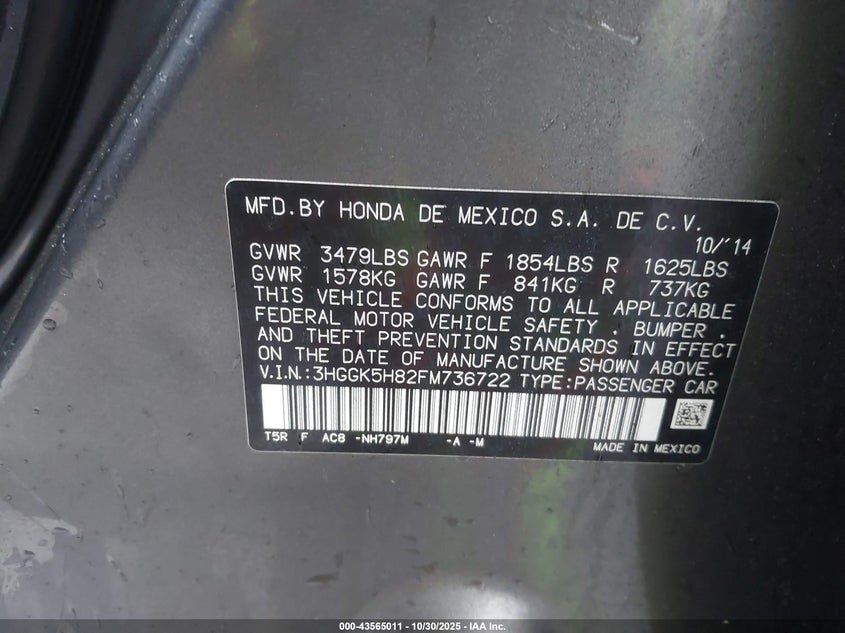 MFD.BY HONDA DE MEXICO S.A. DE C.V.
10/'14
GVWR 3479LBS GAWR F 1854LBS R 1625LBS
GVWR 1578KG GAWR F 841KG R 737KG
THIS VEHICLE CONFORMS TO ALL APPLICABLE
FEDERAL MOTOR VEHICLE SAFETY , BUMPER ,
AND THEFT PREVENTION STANDARDS IN EFFECT
ON THE DATE OF MANUFACTURE SHOWN ABOVE.
V.I.N.:3HGGK5H82FM736722 TYPE:PASSENGER CAR
T5R F AC8 -NH797M -A -M
MADE IN MEXICO
000-43565011 - 10/30/2025 - IAA Inc.